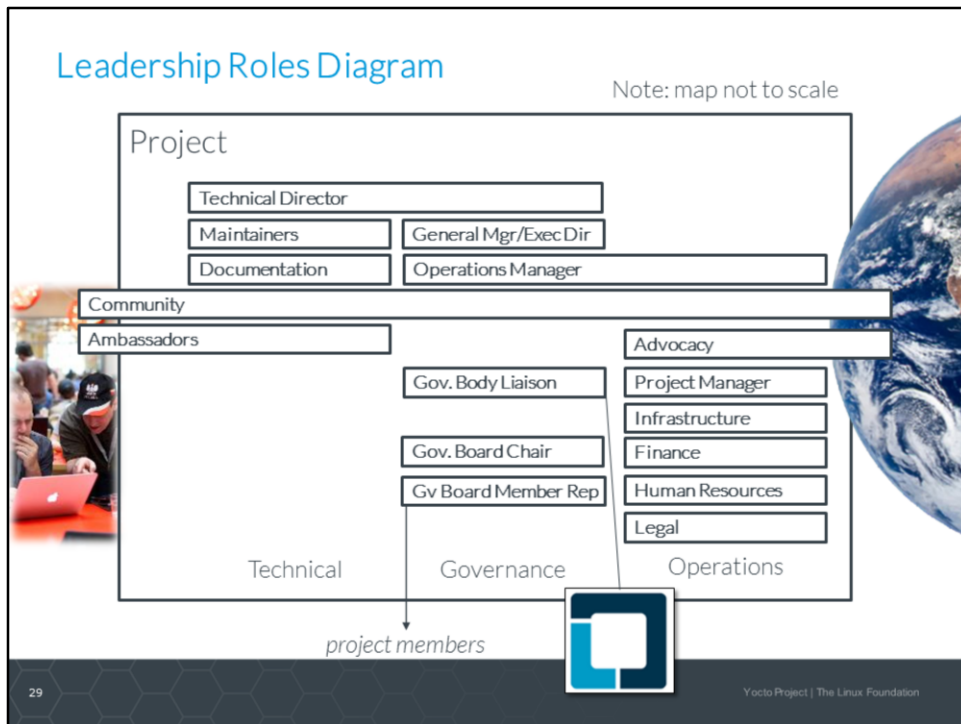 Leadership Roles Diagram
Note: map not to scale
Project
Technical Director
Maintainers
General Mgr/Exec Dir
Documentation
Operations Manager
Community
Ambassadors
Advocacy
Gov. Body Liaison
Project Manager
Infrastructure
Gov. Board Chair
Finance
Gv Board Member Rep
Human Resources
Legal
Technical
Governance
Operations
project members
29
Yocto Project | The Linux Foundation